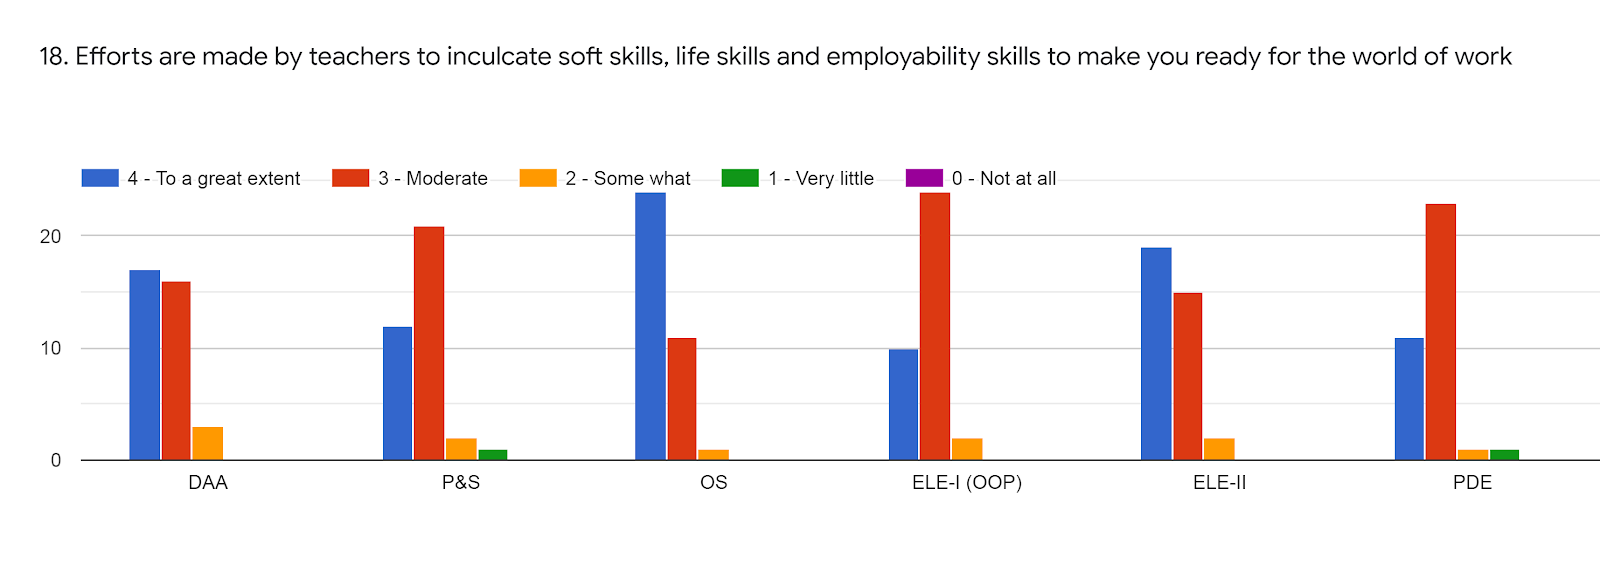 18. Efforts are made by teachers to inculcate soft skills, life skills and employability skills to make you ready for the world of work
4 - To a great extent 3 - Moderate 2 - Some what 1 - Very little 0 - Not at all
20
10
0
DAA P&S OS ELE-I (OOP) ELE-II PDE